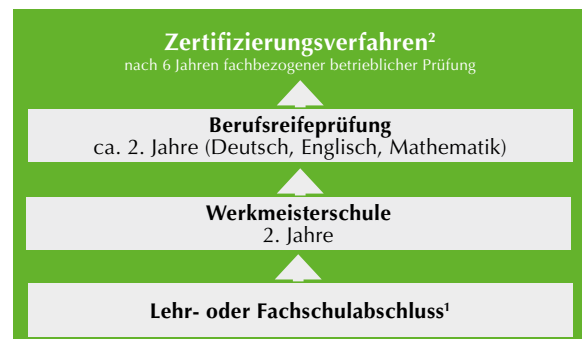 Zertifizierungsverfahren²
nach 6 Jahren fachbezogener betrieblicher Prüfung
Berufsreifeprüfung
ca. 2. Jahre (Deutsch, Englisch, Mathematik)
Werkmeisterschule
2. Jahre
Lehr- oder Fachschulabschluss¹